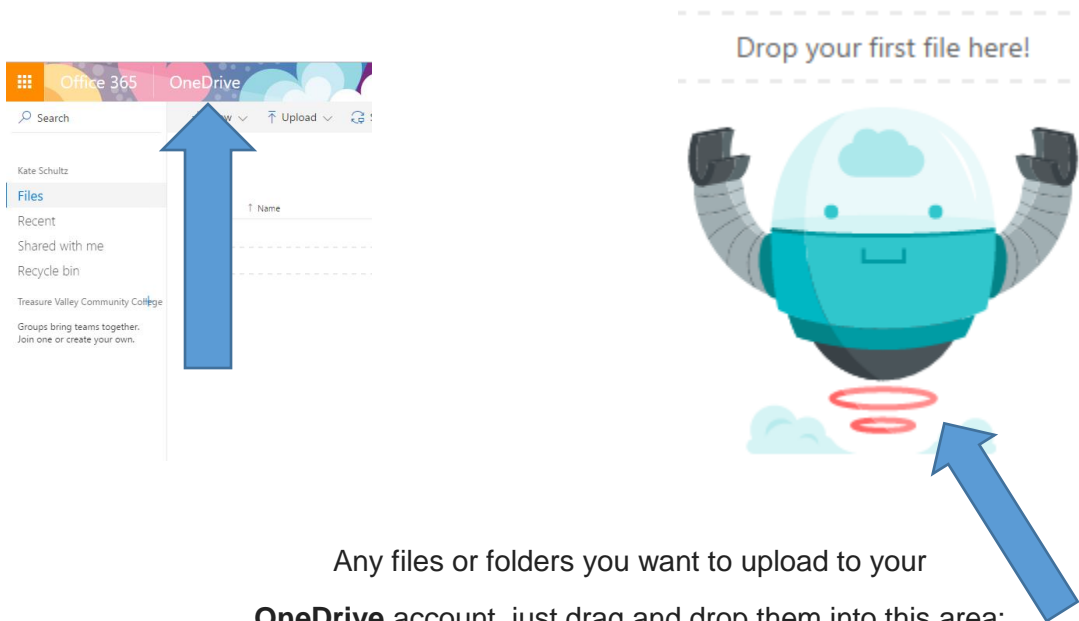 Drop your first file here!
Office 365 OneDrive
Search
Upload
Kate Schultz
Files
Name
Recent
Shared with me
Recycle bin
Treasure Valley Community College
Groups bring teams together.
Join one or create your own.
Any files or folders you want to upload to your
OneDrive account, just drag and drop them into this area: